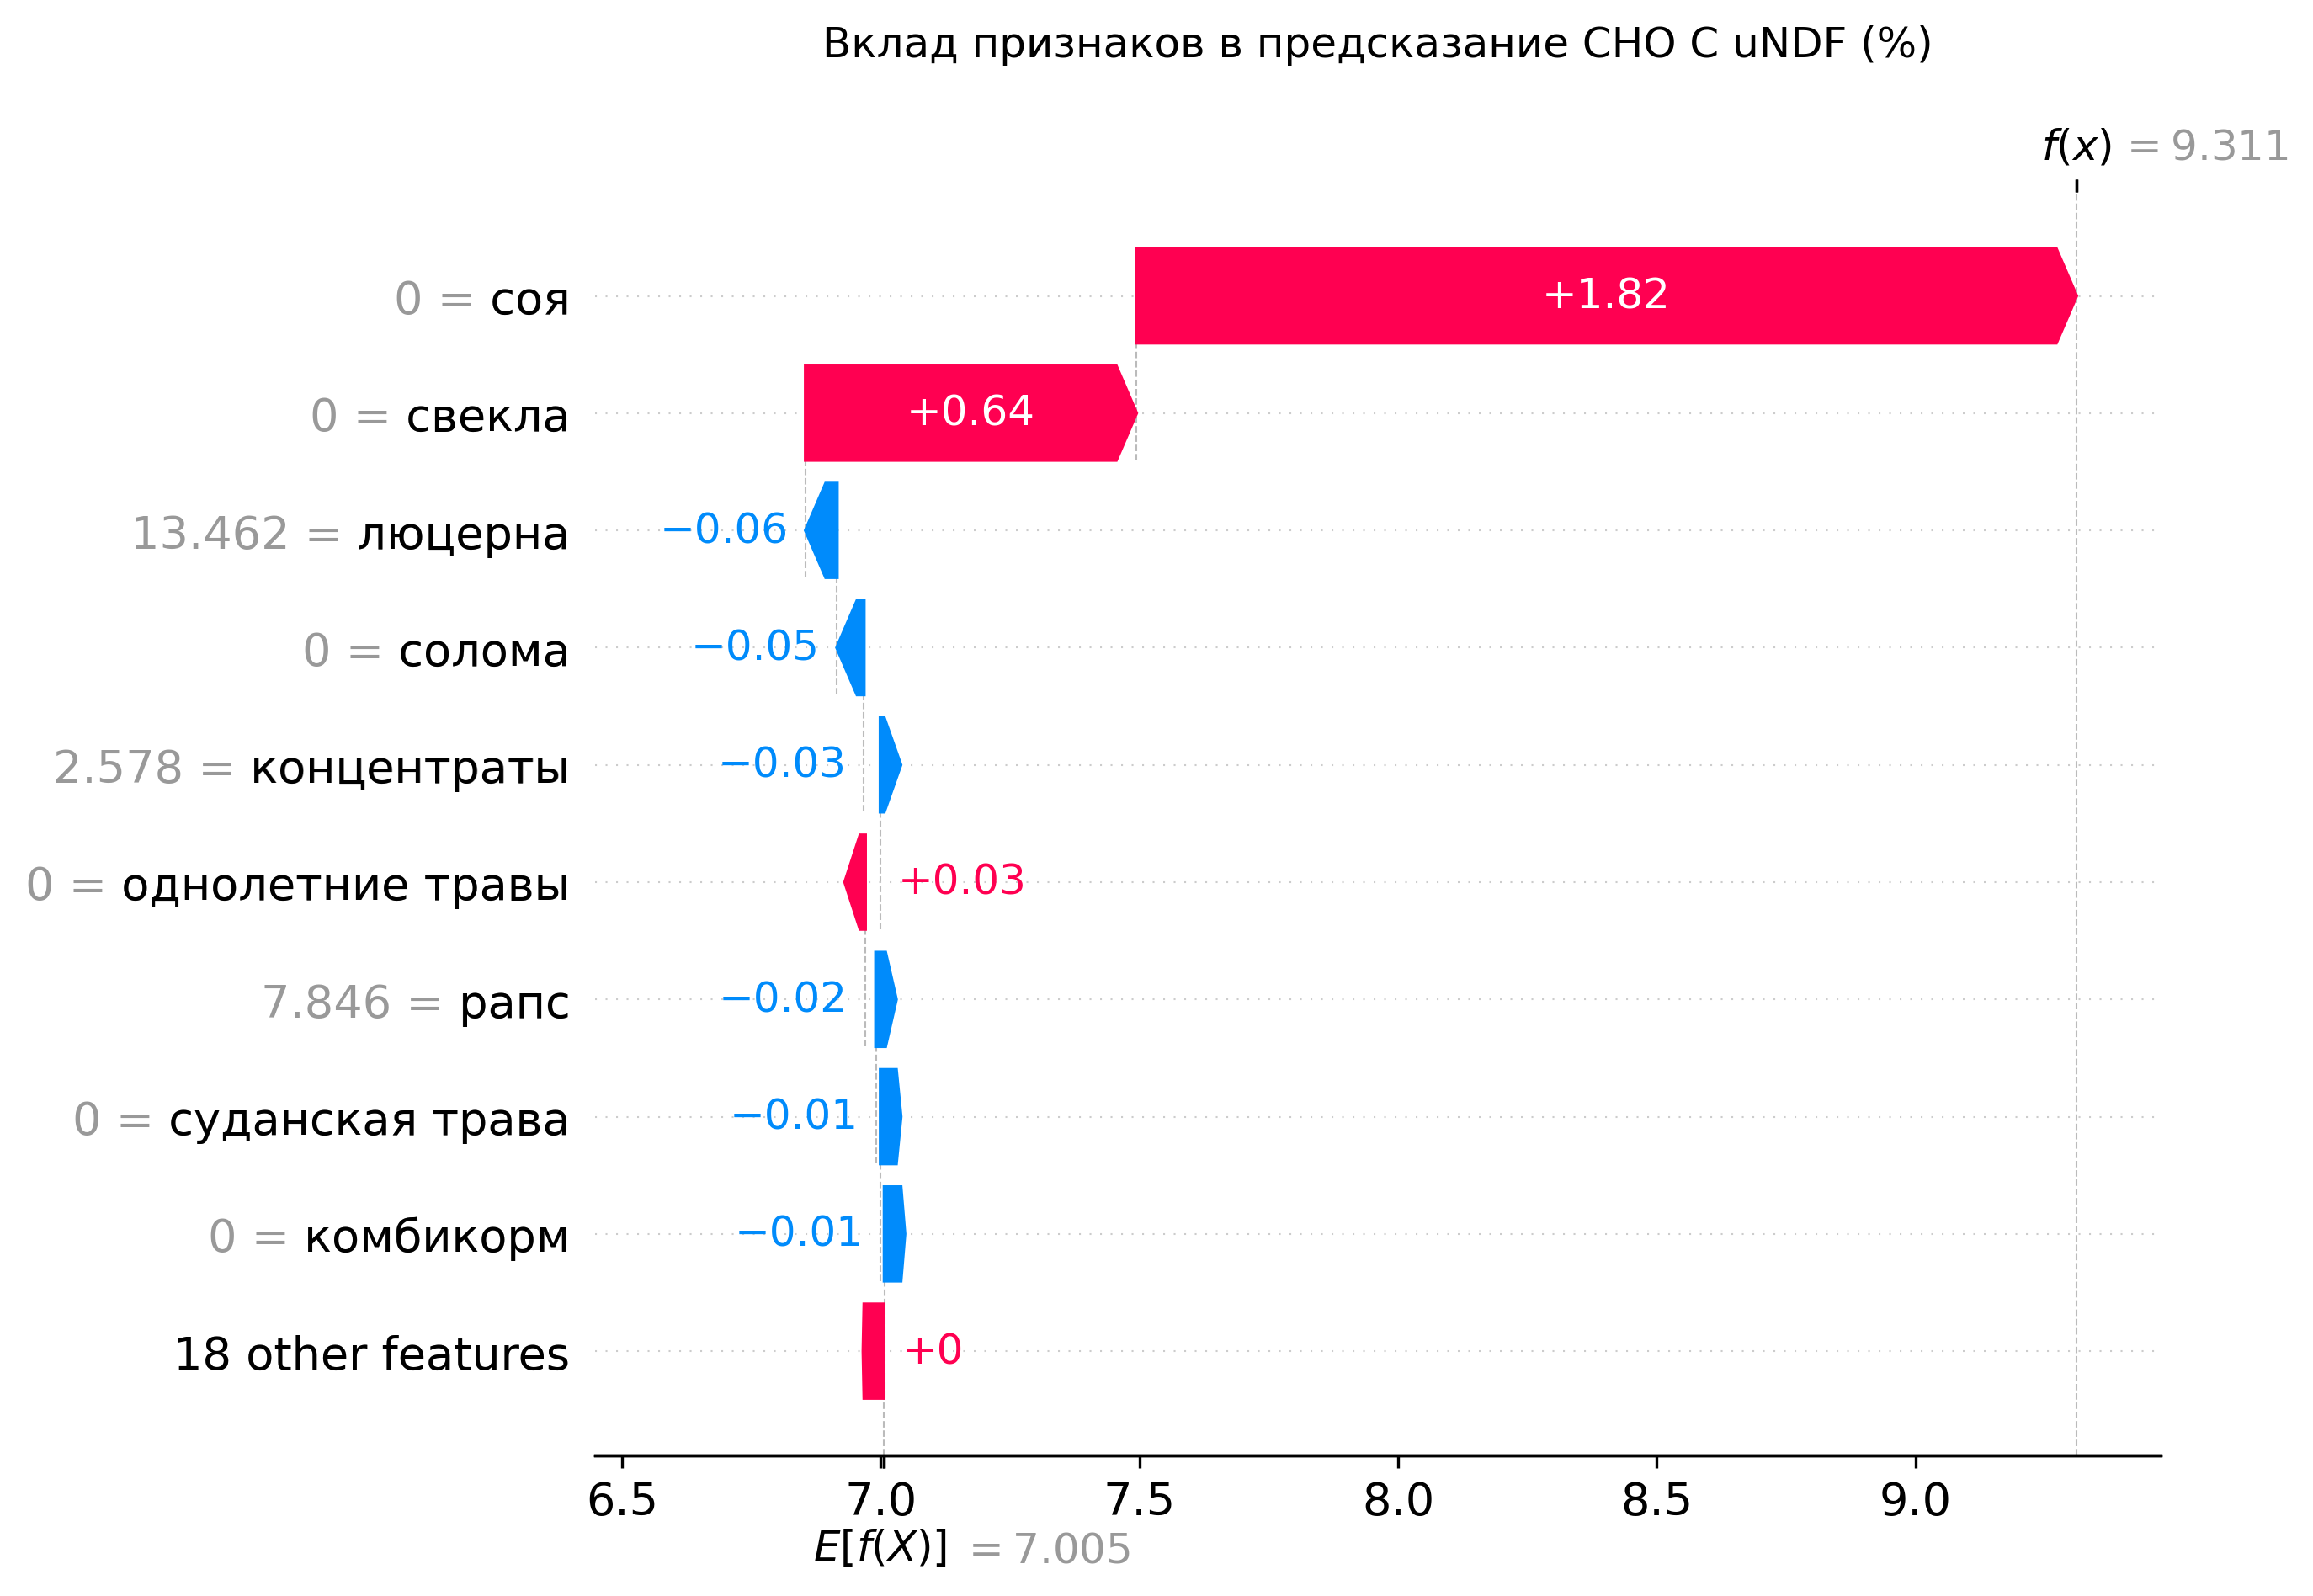 Вклад признаков в предсказание CHO C uNDF (%)
f(x) = 9.311
0 = соя
+1.82
0 = свекла
+0.64
13.462 = люцерна
−0.06
0 = солома
−0.05
2.578 = концентраты
−0.03
0 = однолетние травы
+0.03
7.846 = рапс
−0.02
0 = суданская трава
−0.01
0 = комбикорм
−0.01
18 other features
+0
6.5 7.0 7.5 8.0 8.5 9.0
E[f(X)] = 7.005